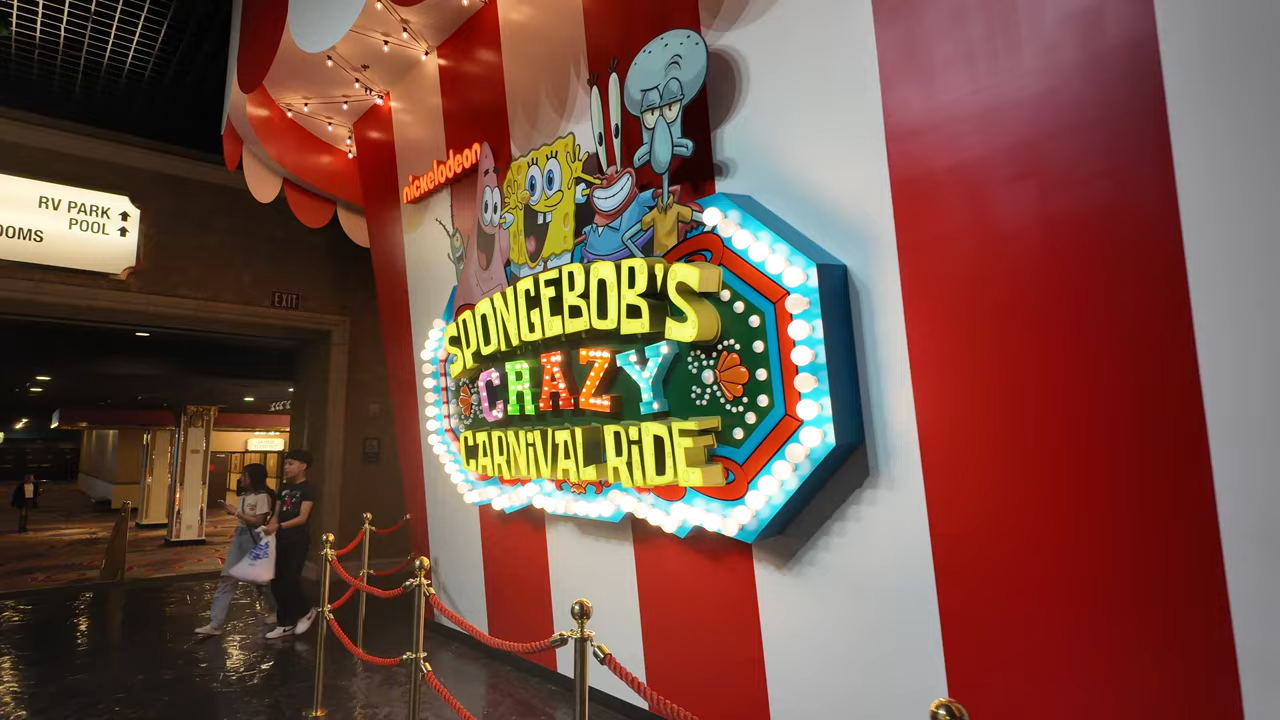 RV PARK
POOL
OOMS
EXIT
nickelodeon
SPONGEBOB'S
CRAZY
CARNIVAL RIDE